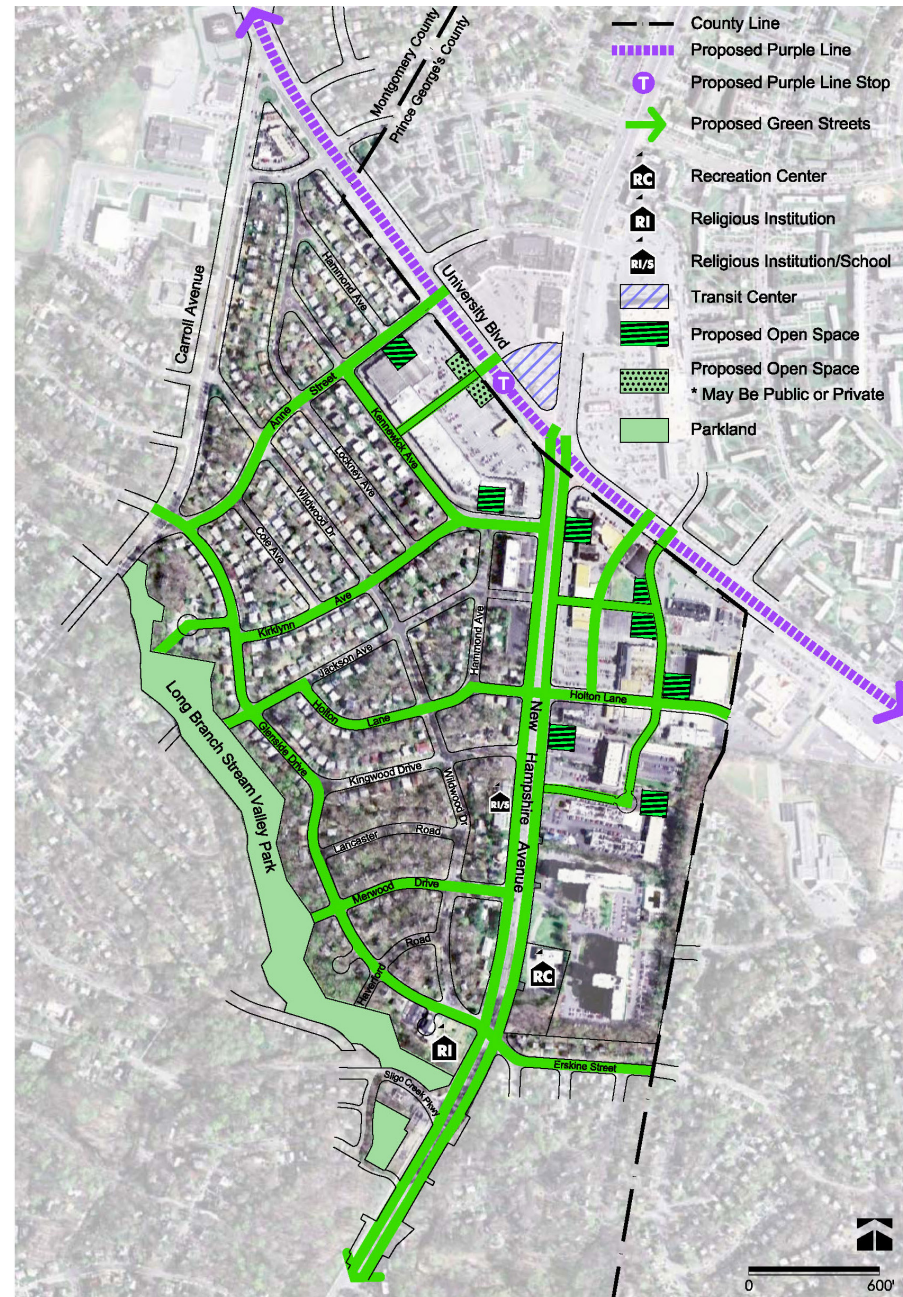 County Line
Proposed Purple Line
T
Proposed Purple Line Stop
Proposed Green Streets
RC
Recreation Center
RI
Religious Institution
RI/S
Religious Institution/School
Transit Center
Proposed Open Space
Proposed Open Space
* May Be Public or Private
Parkland
Montgomery County
Prince George's County
Carroll Avenue
Hammond Ave
University Blvd
T
Anne Street
Kennewick Ave
Lockney Ave
Wildwood Dr
Cole Ave
Kirklynn Ave
Hammond Ave
Jackson Ave
Holton Lane
Holton Lane
New Hampshire Avenue
Long Branch Stream Valley Park
Glenside Drive
Kingwood Drive
Wildwood Dr
RI/S
Lancaster Road
Merwood Drive
Haverford Road
RC
RI
Erskine Street
Sligo Creek Pkwy
0 600'